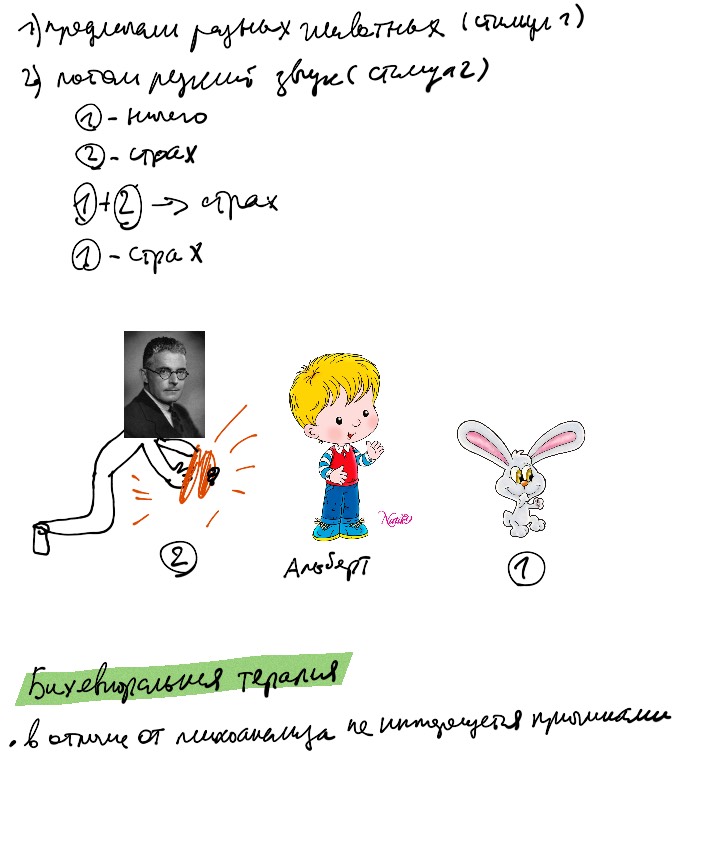 1) предлагали разных животных (стимул 1)
2) потом резкий звук (стимул 2)
① - ничего
② - страх
① + ② -> страх
① - страх
②
Альберт
①
Бихевиоральная терапия
• в отличие от психоанализа не интересуется причинами